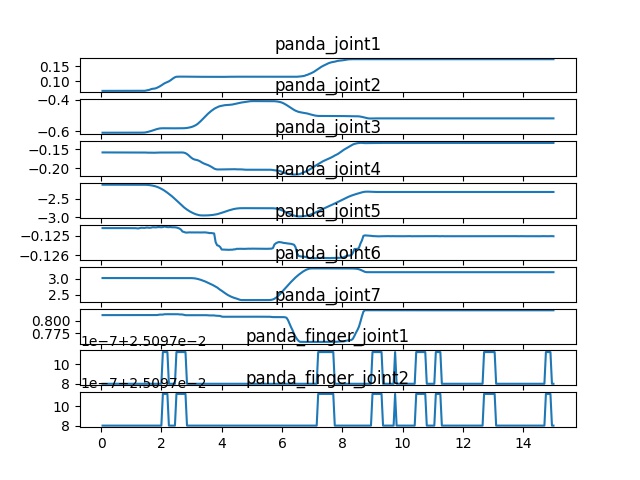 panda_joint1
0.15
0.10
panda_joint2
−0.4
−0.6
panda_joint3
−0.15
−0.20
panda_joint4
−2.5
−3.0
panda_joint5
−0.125
−0.126
panda_joint6
3.0
2.5
panda_joint7
0.800
0.775
panda_finger_joint1
1e−7+2.5097e−2
10
8
panda_finger_joint2
1e−7+2.5097e−2
10
8
0 2 4 6 8 10 12 14